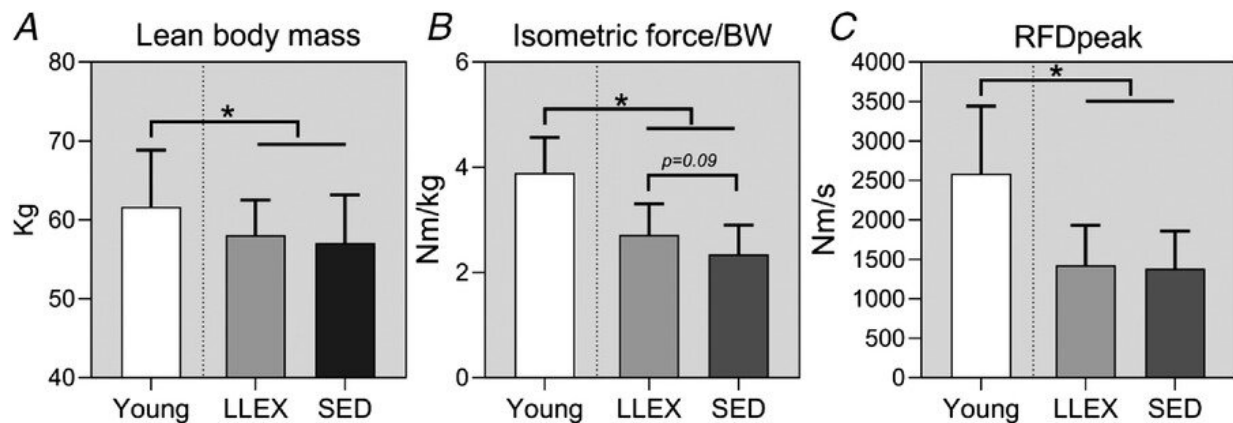 A Lean body mass
Kg
80
70
60
50
40
*
Young LLEX SED
B Isometric force/BW
Nm/kg
6
4
2
0
*
p=0.09
Young LLEX SED
C RFDpeak
Nm/s
4000
3500
3000
2500
2000
1500
1000
500
0
*
Young LLEX SED